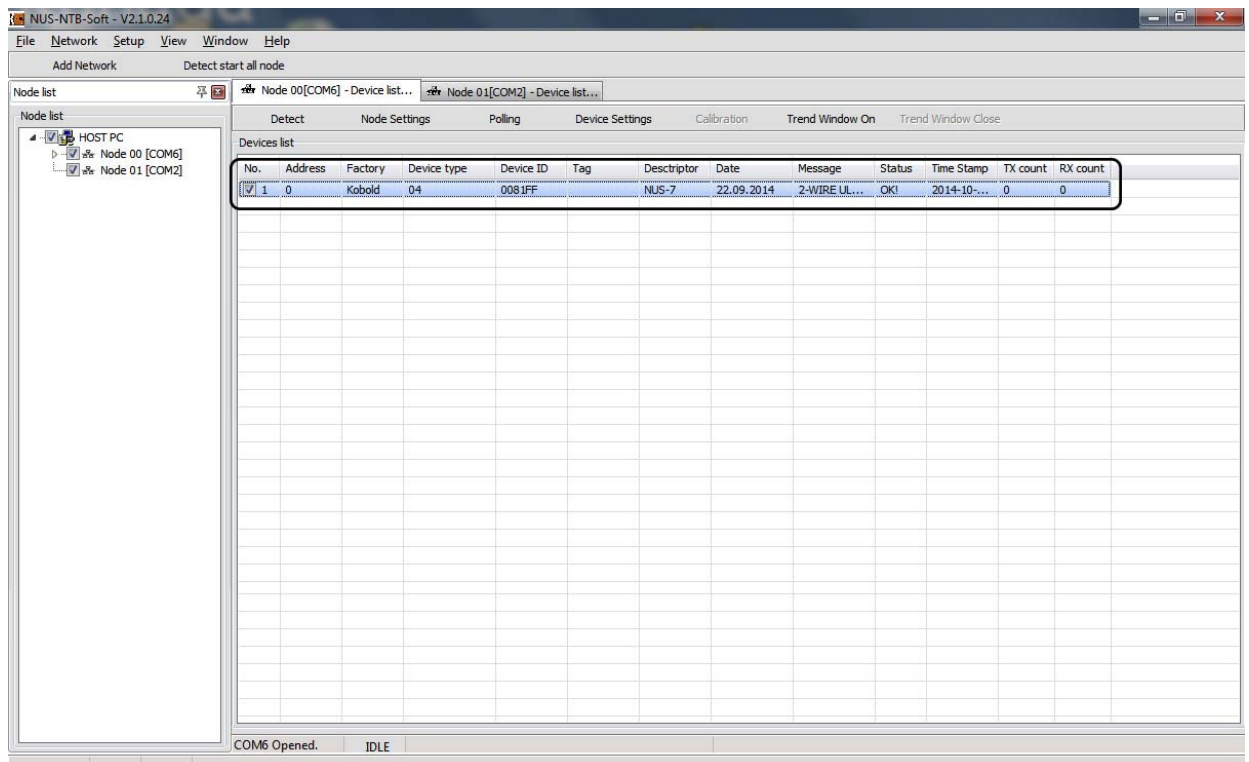 NUS-NTB-Soft - V2.1.0.24
File Network Setup View Window Help
Add Network Detect start all node
Node list
Node 00[COM6] - Device list... Node 01[COM2] - Device list...
Node list
HOST PC
Node 00 [COM6]
Node 01 [COM2]
Detect Node Settings Polling Device Settings Calibration Trend Window On Trend Window Close
Devices list
No. Address Factory Device type Device ID Tag Desctriptor Date Message Status Time Stamp TX count RX count
1 0 Kobold 04 0081FF NUS-7 22.09.2014 2-WIRE UL... OK! 2014-10-... 0 0
COM6 Opened. IDLE